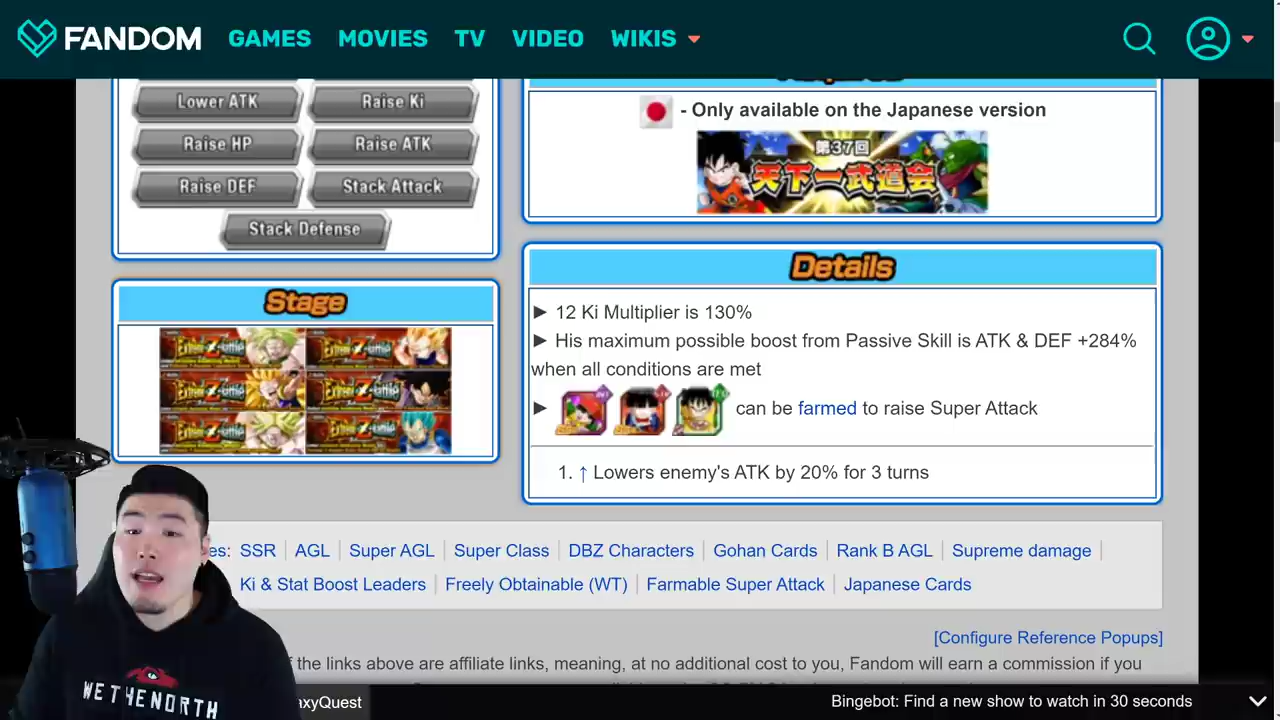 FANDOM GAMES MOVIES TV VIDEO WIKIS
Lower ATK Raise Ki
Raise HP Raise ATK
Raise DEF Stack Attack
Stack Defense
Stage
- Only available on the Japanese version
第37回
天下一武道会
Details
► 12 Ki Multiplier is 130%
► His maximum possible boost from Passive Skill is ATK & DEF +284%
when all conditions are met
► can be farmed to raise Super Attack
1. ↑ Lowers enemy's ATK by 20% for 3 turns
es: SSR AGL Super AGL Super Class DBZ Characters Gohan Cards Rank B AGL Supreme damage
Ki & Stat Boost Leaders Freely Obtainable (WT) Farmable Super Attack Japanese Cards
[Configure Reference Popups]
f the links above are affiliate links, meaning, at no additional cost to you, Fandom will earn a commission if you
WETHENORTH
axyQuest
Bingebot: Find a new show to watch in 30 seconds